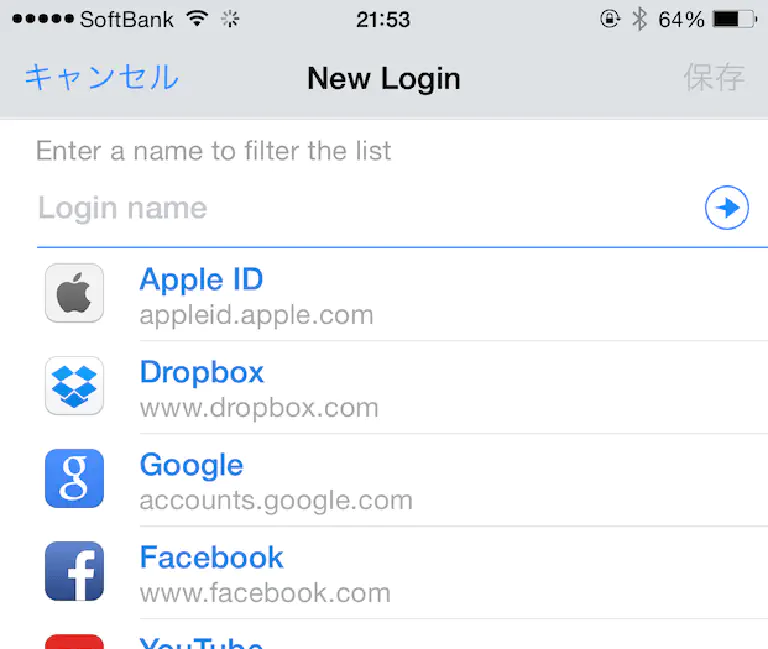 SoftBank 21:53 64%
キャンセル New Login 保存
Enter a name to filter the list
Login name
Apple ID
appleid.apple.com
Dropbox
www.dropbox.com
Google
accounts.google.com
Facebook
www.facebook.com
YouTube